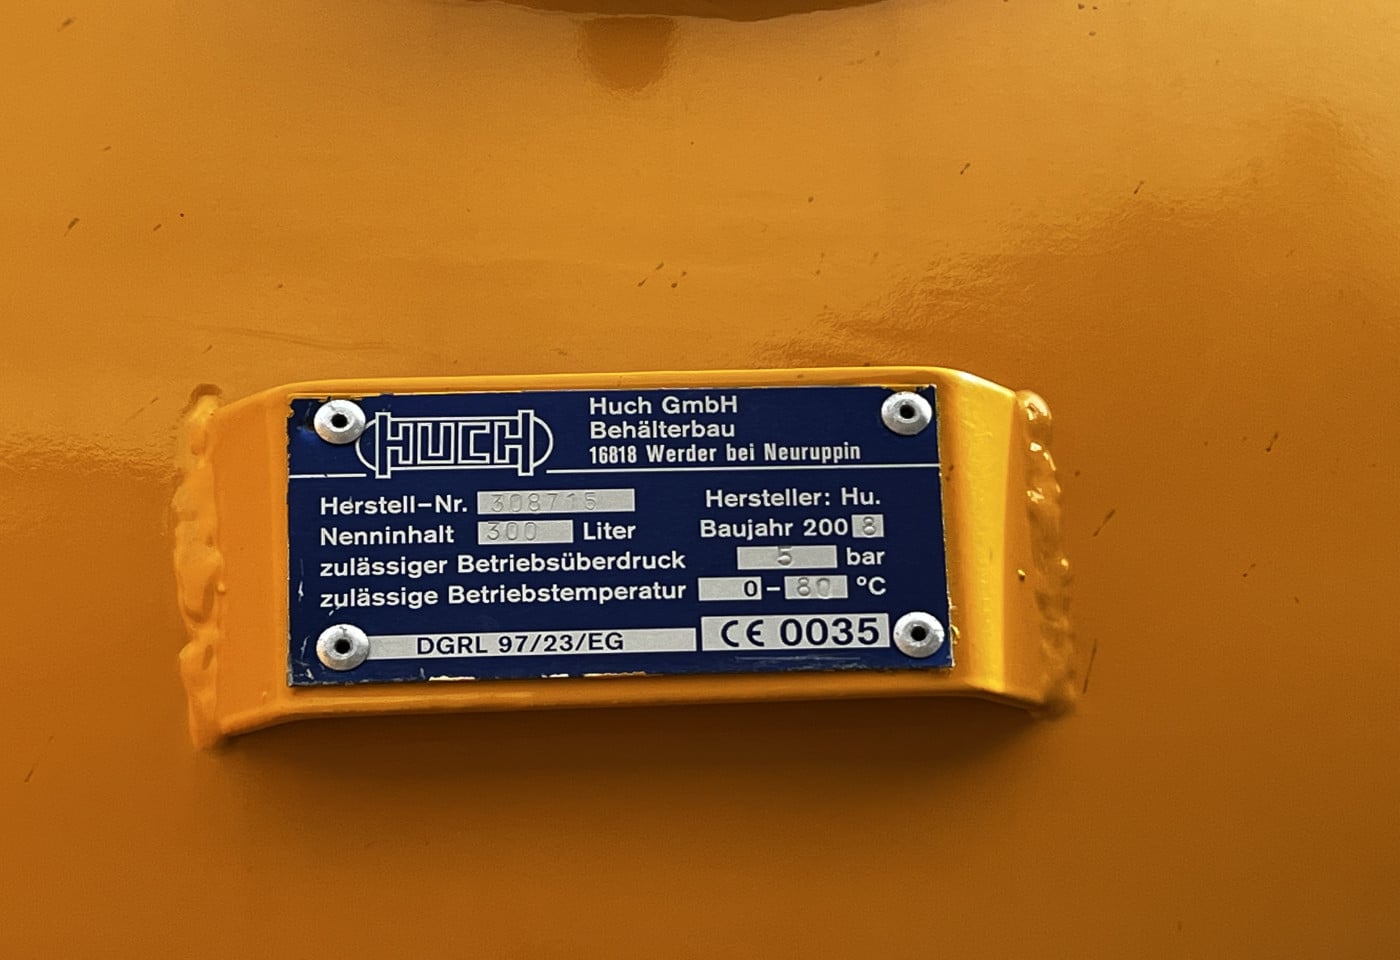 HUCH
Huch GmbH
Behälterbau
16818 Werder bei Neuruppin
Herstell-Nr. 308715
Hersteller: Hu.
Nenninhalt 300 Liter
Baujahr 2008
zulässiger Betriebsüberdruck 5 bar
zulässige Betriebstemperatur 0-80 °C
DGRL 97/23/EG
CE 0035